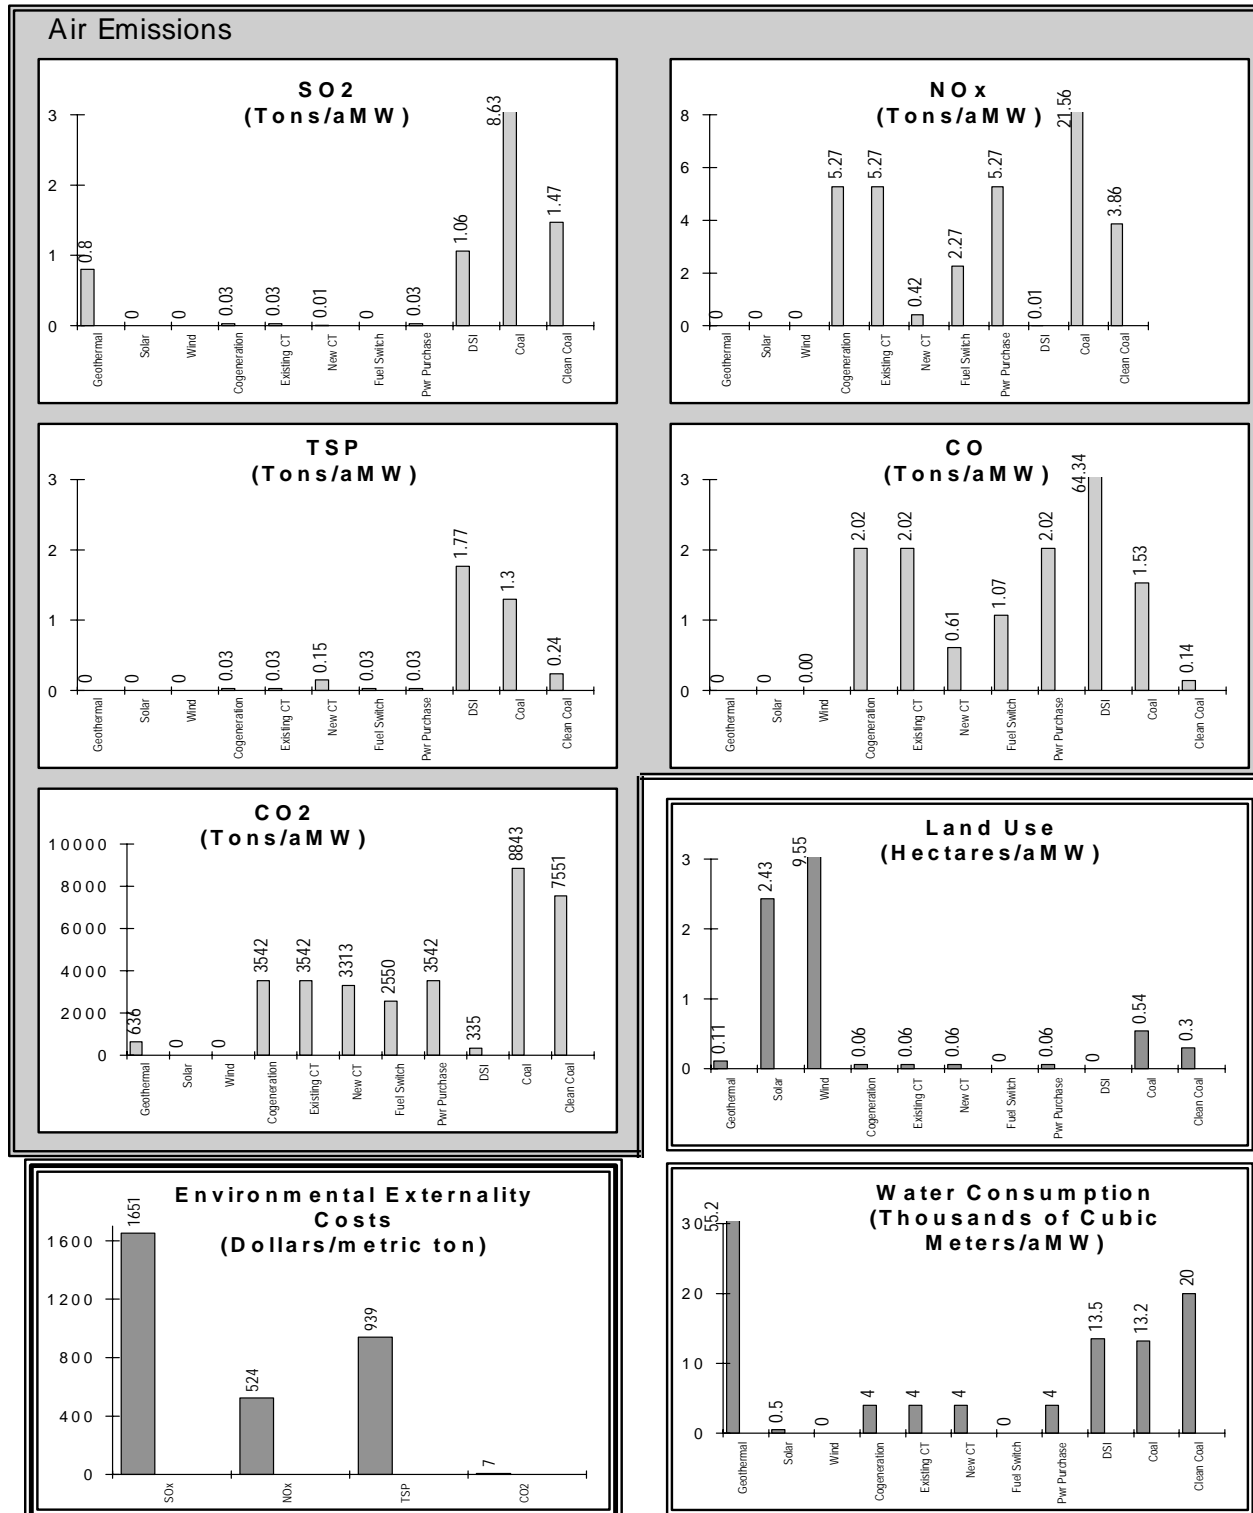 Air Emissions
SO2
(Tons/aMW)
3
2
1
0
0.8
0
0
0.03
0.03
0.01
0
0.03
1.06
8.63
1.47
Geothermal
Solar
Wind
Cogeneration
Existing CT
New CT
Fuel Switch
Pwr Purchase
DSI
Coal
Clean Coal
NOx
(Tons/aMW)
8
6
4
2
0
0
0
0
5.27
5.27
0.42
2.27
5.27
0.01
21.56
3.86
Geothermal
Solar
Wind
Cogeneration
Existing CT
New CT
Fuel Switch
Pwr Purchase
DSI
Coal
Clean Coal
TSP
(Tons/aMW)
3
2
1
0
0
0
0
0.03
0.03
0.15
0.03
0.03
1.77
1.3
0.24
Geothermal
Solar
Wind
Cogeneration
Existing CT
New CT
Fuel Switch
Pwr Purchase
DSI
Coal
Clean Coal
CO
(Tons/aMW)
3
2
1
0
0
0
0.00
2.02
2.02
0.61
1.07
2.02
64.34
1.53
0.14
Geothermal
Solar
Wind
Cogeneration
Existing CT
New CT
Fuel Switch
Pwr Purchase
DSI
Coal
Clean Coal
CO2
(Tons/aMW)
10000
8000
6000
4000
2000
0
636
0
0
3542
3542
3313
2550
3542
335
8843
7551
Geothermal
Solar
Wind
Cogeneration
Existing CT
New CT
Fuel Switch
Pwr Purchase
DSI
Coal
Clean Coal
Land Use
(Hectares/aMW)
3
2
1
0
0.11
2.43
9.55
0.06
0.06
0.06
0
0.06
0
0.54
0.3
Geothermal
Solar
Wind
Cogeneration
Existing CT
New CT
Fuel Switch
Pwr Purchase
DSI
Coal
Clean Coal
Environmental Externality
Costs
(Dollars/metric ton)
1600
1200
800
400
0
1651
524
939
7
SOx
NOx
TSP
CO2
Water Consumption
(Thousands of Cubic
Meters/aMW)
30
20
10
0
55.2
0.5
0
4
4
4
0
4
13.5
13.2
20
Geothermal
Solar
Wind
Cogeneration
Existing CT
New CT
Fuel Switch
Pwr Purchase
DSI
Coal
Clean Coal